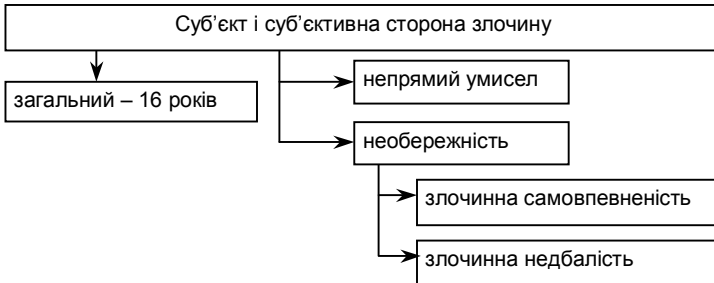 Суб’єкт і суб’єктивна сторона злочину
загальний – 16 років
непрямий умисел
необережність
злочинна самовпевненість
злочинна недбалість